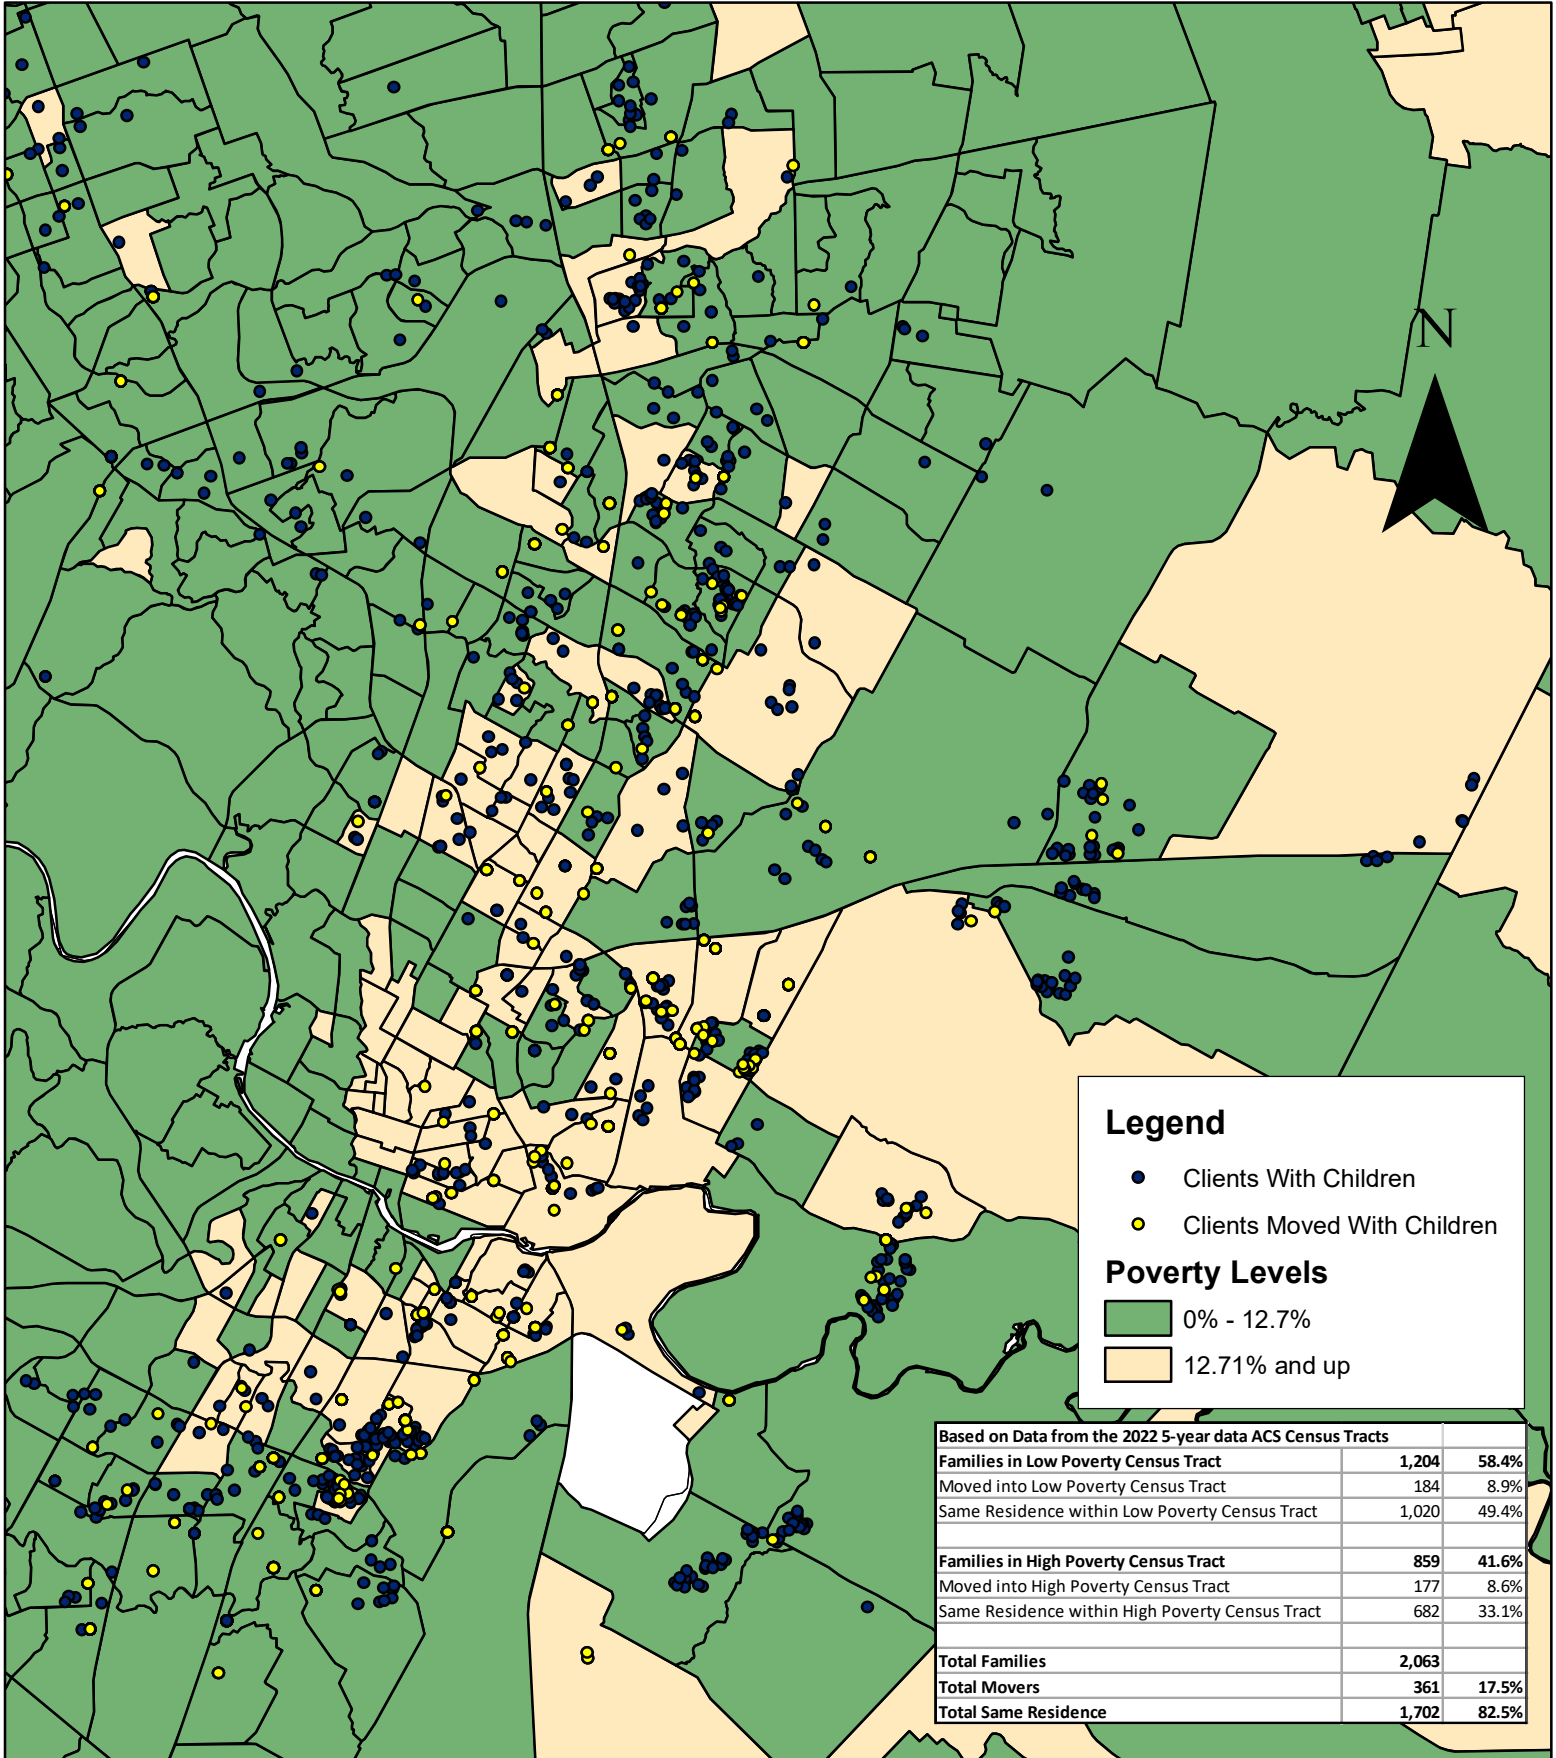 N
Legend
Clients With Children
Clients Moved With Children
Poverty Levels
0% - 12.7%
12.71% and up
Based on Data from the 2022 5-year data ACS Census Tracts
Families in Low Poverty Census Tract 1,204 58.4%
Moved into Low Poverty Census Tract 184 8.9%
Same Residence within Low Poverty Census Tract 1,020 49.4%
Families in High Poverty Census Tract 859 41.6%
Moved into High Poverty Census Tract 177 8.6%
Same Residence within High Poverty Census Tract 682 33.1%
Total Families 2,063
Total Movers 361 17.5%
Total Same Residence 1,702 82.5%